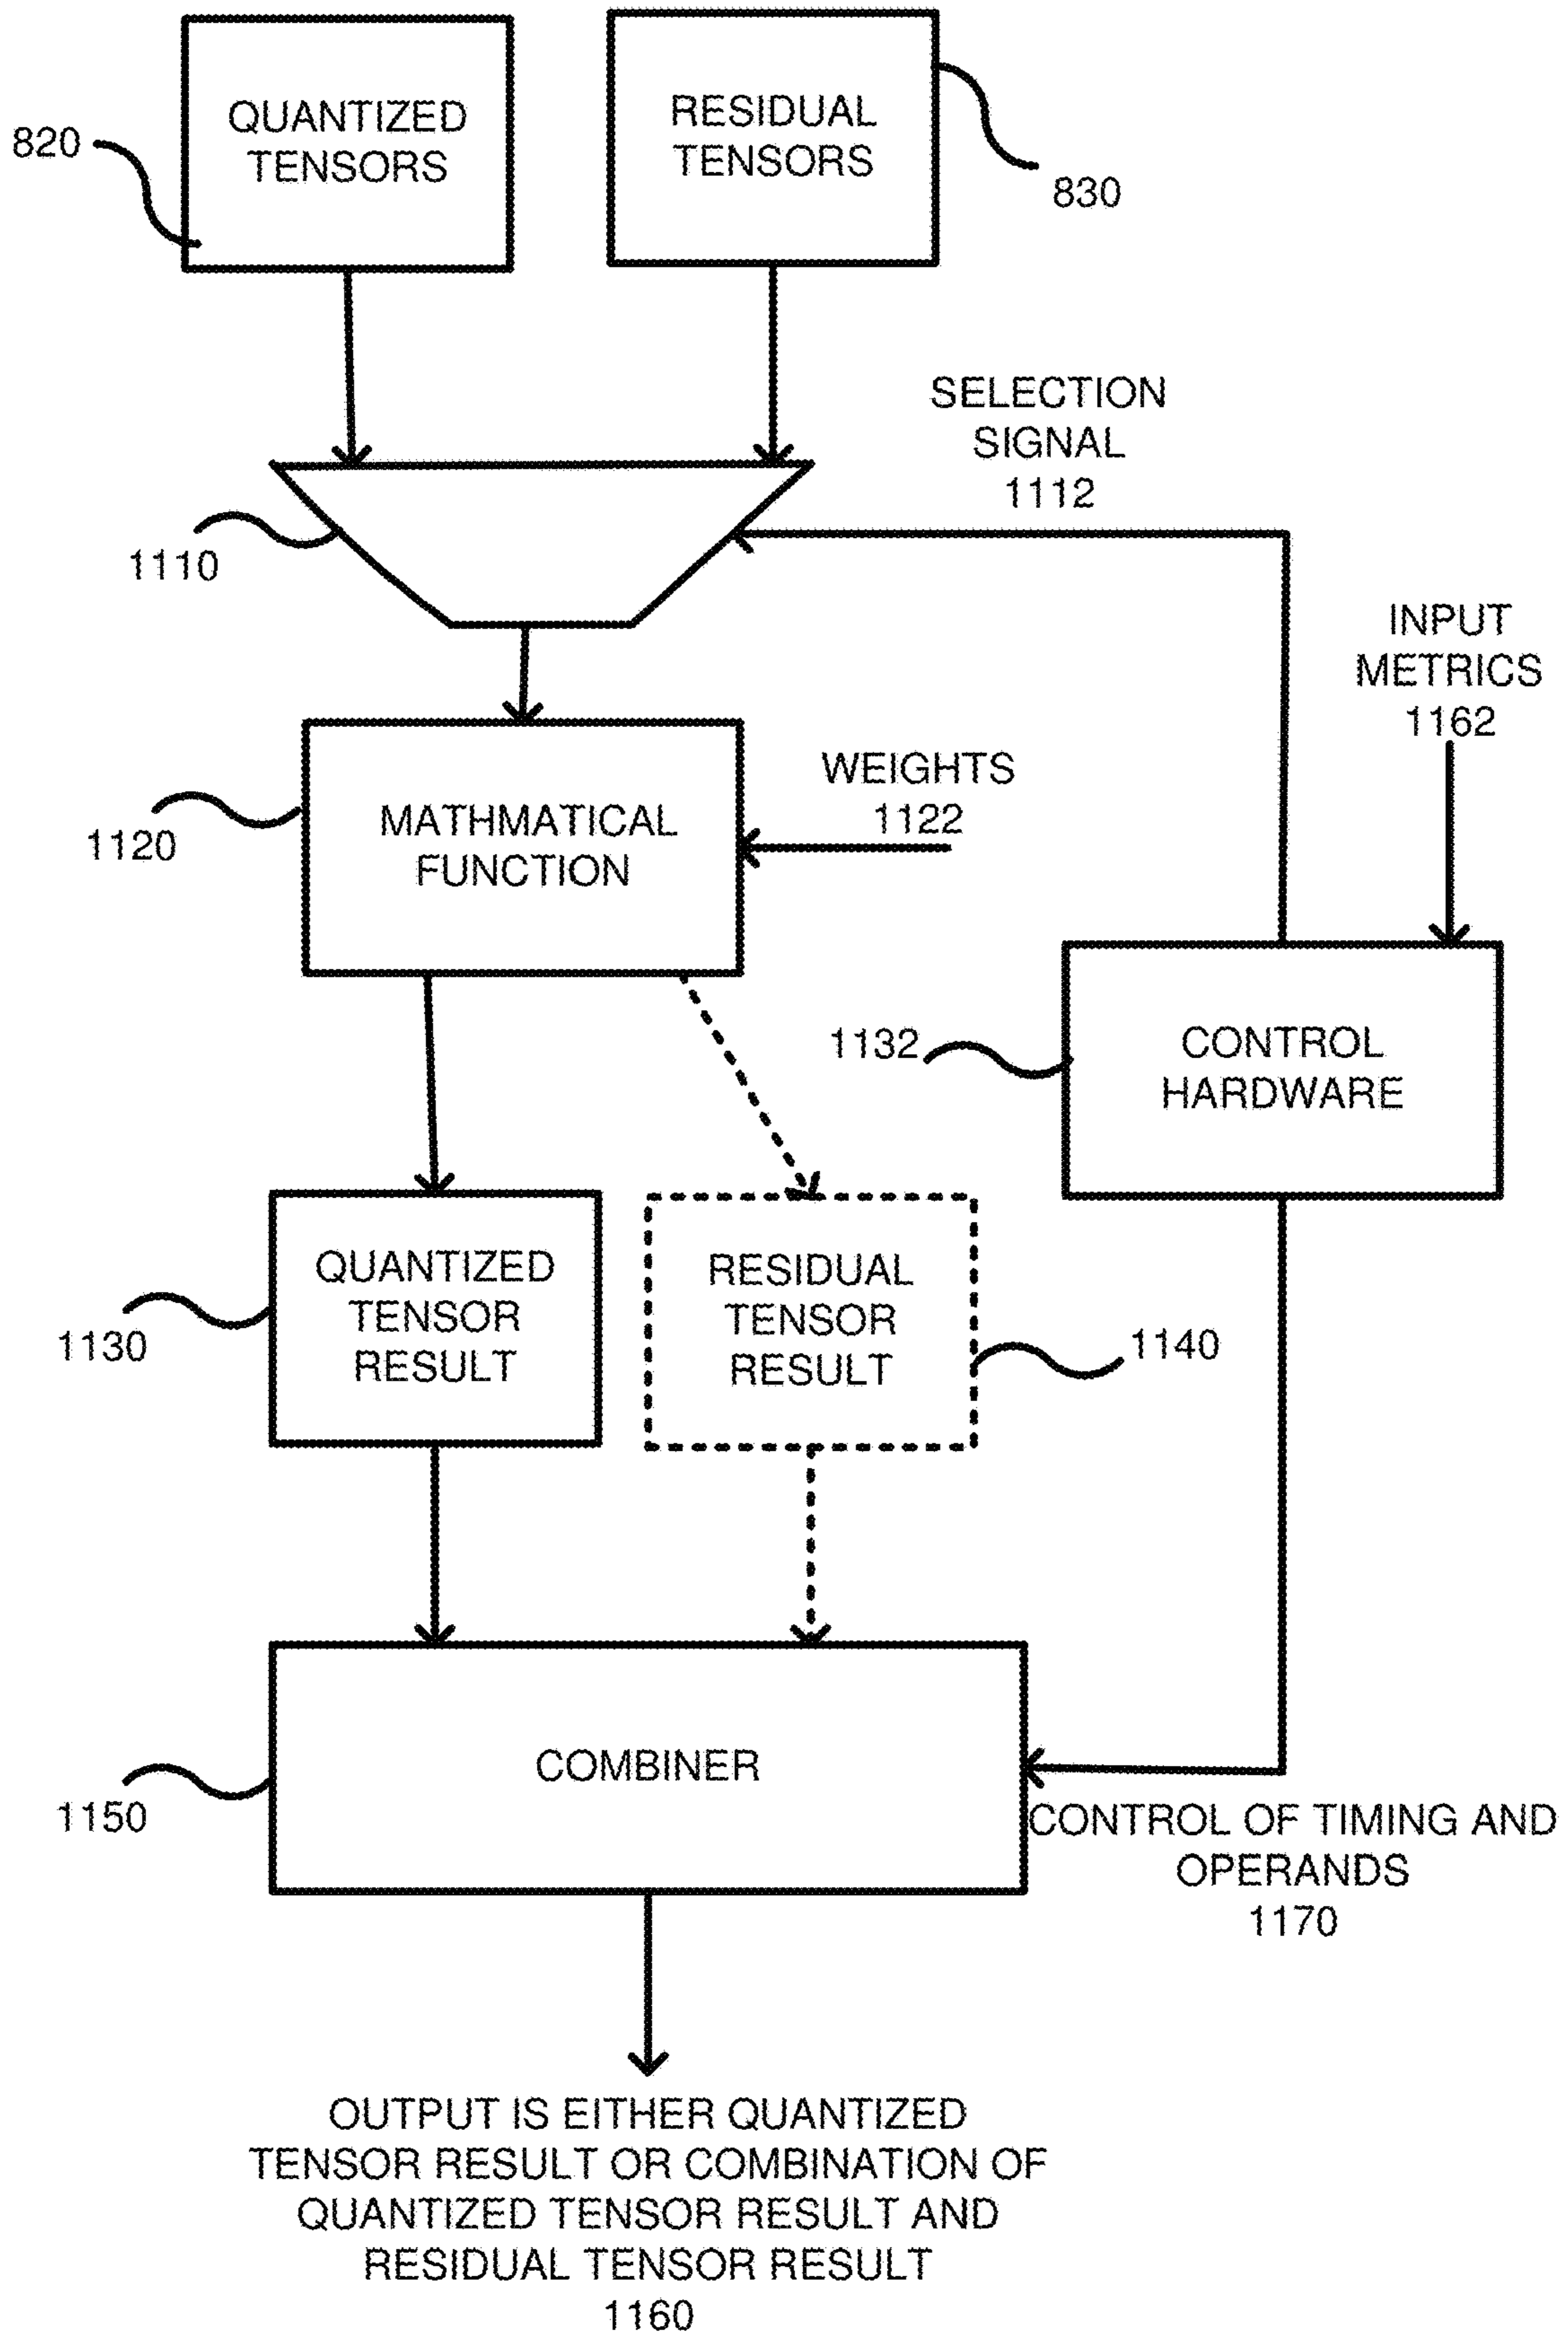 QUANTIZED
TENSORS
820
RESIDUAL
TENSORS
830
SELECTION
SIGNAL
1112
1110
INPUT
METRICS
1162
WEIGHTS
1122
MATHMATICAL
FUNCTION
1120
1132
CONTROL
HARDWARE
QUANTIZED
TENSOR
RESULT
1130
RESIDUAL
TENSOR
RESULT
1140
COMBINER
1150
CONTROL OF TIMING AND
OPERANDS
1170
OUTPUT IS EITHER QUANTIZED
TENSOR RESULT OR COMBINATION OF
QUANTIZED TENSOR RESULT AND
RESIDUAL TENSOR RESULT
1160